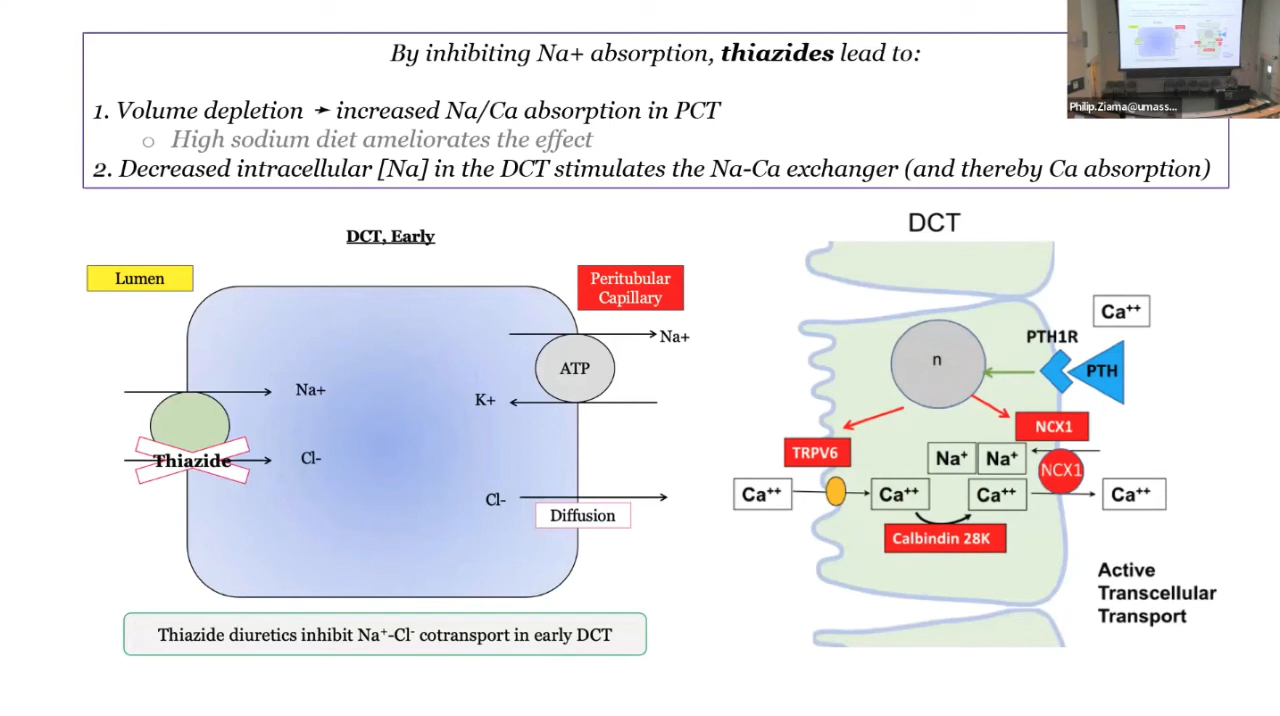 By inhibiting Na+ absorption, thiazides lead to:
1. Volume depletion ➛ increased Na/Ca absorption in PCT
○ High sodium diet ameliorates the effect
2. Decreased intracellular [Na] in the DCT stimulates the Na-Ca exchanger (and thereby Ca absorption)
Philip.Ziama@umass...
DCT, Early
Lumen
Peritubular
Capillary
Na+
ATP
K+
Na+
Thiazide
Cl-
Cl-
Diffusion
Thiazide diuretics inhibit Na⁺-Cl⁻ cotransport in early DCT
DCT
Ca⁺⁺
PTH1R
n
PTH
NCX1
TRPV6
Na⁺ Na⁺
NCX1
Ca⁺⁺ Ca⁺⁺ Ca⁺⁺ Ca⁺⁺
Calbindin 28K
Active
Transcellular
Transport